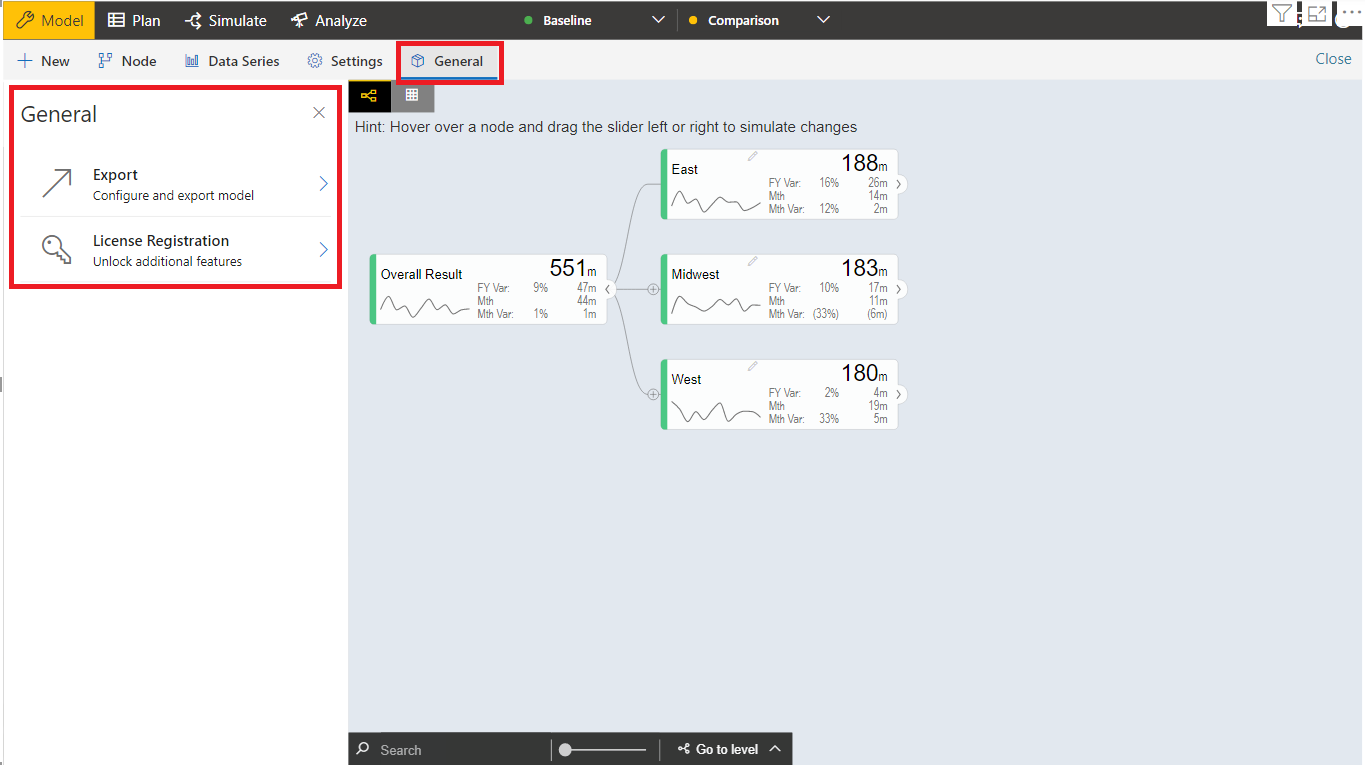 Model Plan Simulate Analyze Baseline Comparison
New Node Data Series Settings General Close
General
Export
Configure and export model
License Registration
Unlock additional features
Hint: Hover over a node and drag the slider left or right to simulate changes
East 188m
FY Var: 16% 26m
Mth 14m
Mth Var: 12% 2m
Overall Result 551m
FY Var: 9% 47m
Mth 44m
Mth Var: 1% 1m
Midwest 183m
FY Var: 10% 17m
Mth 11m
Mth Var: (33%) (6m)
West 180m
FY Var: 2% 4m
Mth 19m
Mth Var: 33% 5m
Search Go to level